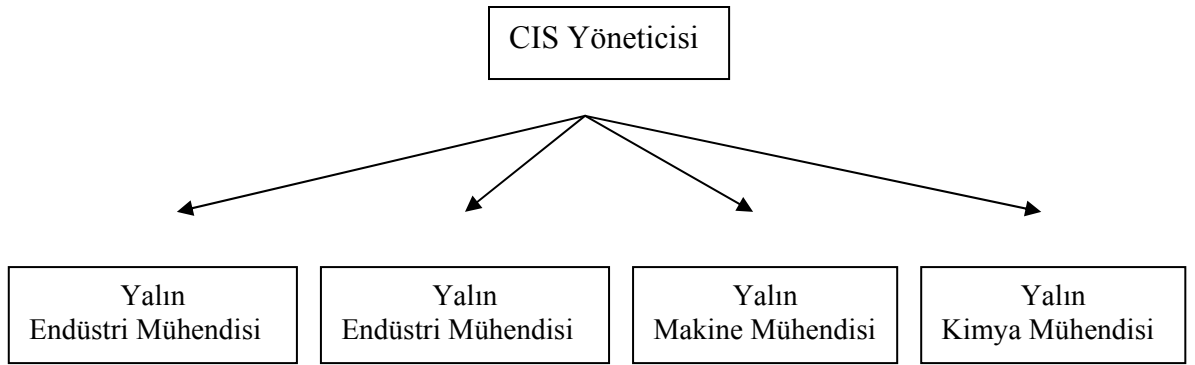 CIS Yöneticisi
Yalın
Endüstri Mühendisi
Yalın
Endüstri Mühendisi
Yalın
Makine Mühendisi
Yalın
Kimya Mühendisi